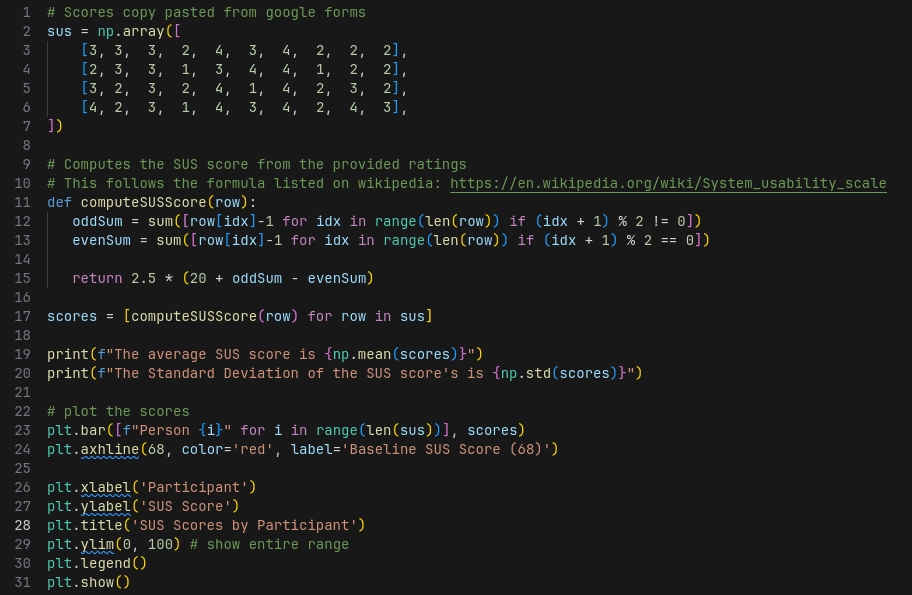 1 # Scores copy pasted from google forms
2 sus = np.array([
3     [3, 3,  3,  2,  4,  3,  4,  2,  2,  2],
4     [2, 3,  3,  1,  3,  4,  4,  1,  2,  2],
5     [3, 2,  3,  2,  4,  1,  4,  2,  3,  2],
6     [4, 2,  3,  1,  4,  3,  4,  2,  4,  3],
7 ])
8
9 # Computes the SUS score from the provided ratings
10 # This follows the formula listed on wikipedia: https://en.wikipedia.org/wiki/System_usability_scale
11 def computeSUSScore(row):
12    oddSum = sum([row[idx]-1 for idx in range(len(row)) if (idx + 1) % 2 != 0])
13    evenSum = sum([row[idx]-1 for idx in range(len(row)) if (idx + 1) % 2 == 0])
14
15    return 2.5 * (20 + oddSum - evenSum)
16
17 scores = [computeSUSScore(row) for row in sus]
18
19 print(f"The average SUS score is {np.mean(scores)}")
20 print(f"The Standard Deviation of the SUS score's is {np.std(scores)}")
21
22 # plot the scores
23 plt.bar([f"Person {i}" for i in range(len(sus))], scores)
24 plt.axhline(68, color='red', label='Baseline SUS Score (68)')
25
26 plt.xlabel('Participant')
27 plt.ylabel('SUS Score')
28 plt.title('SUS Scores by Participant')
29 plt.ylim(0, 100) # show entire range
30 plt.legend()
31 plt.show()